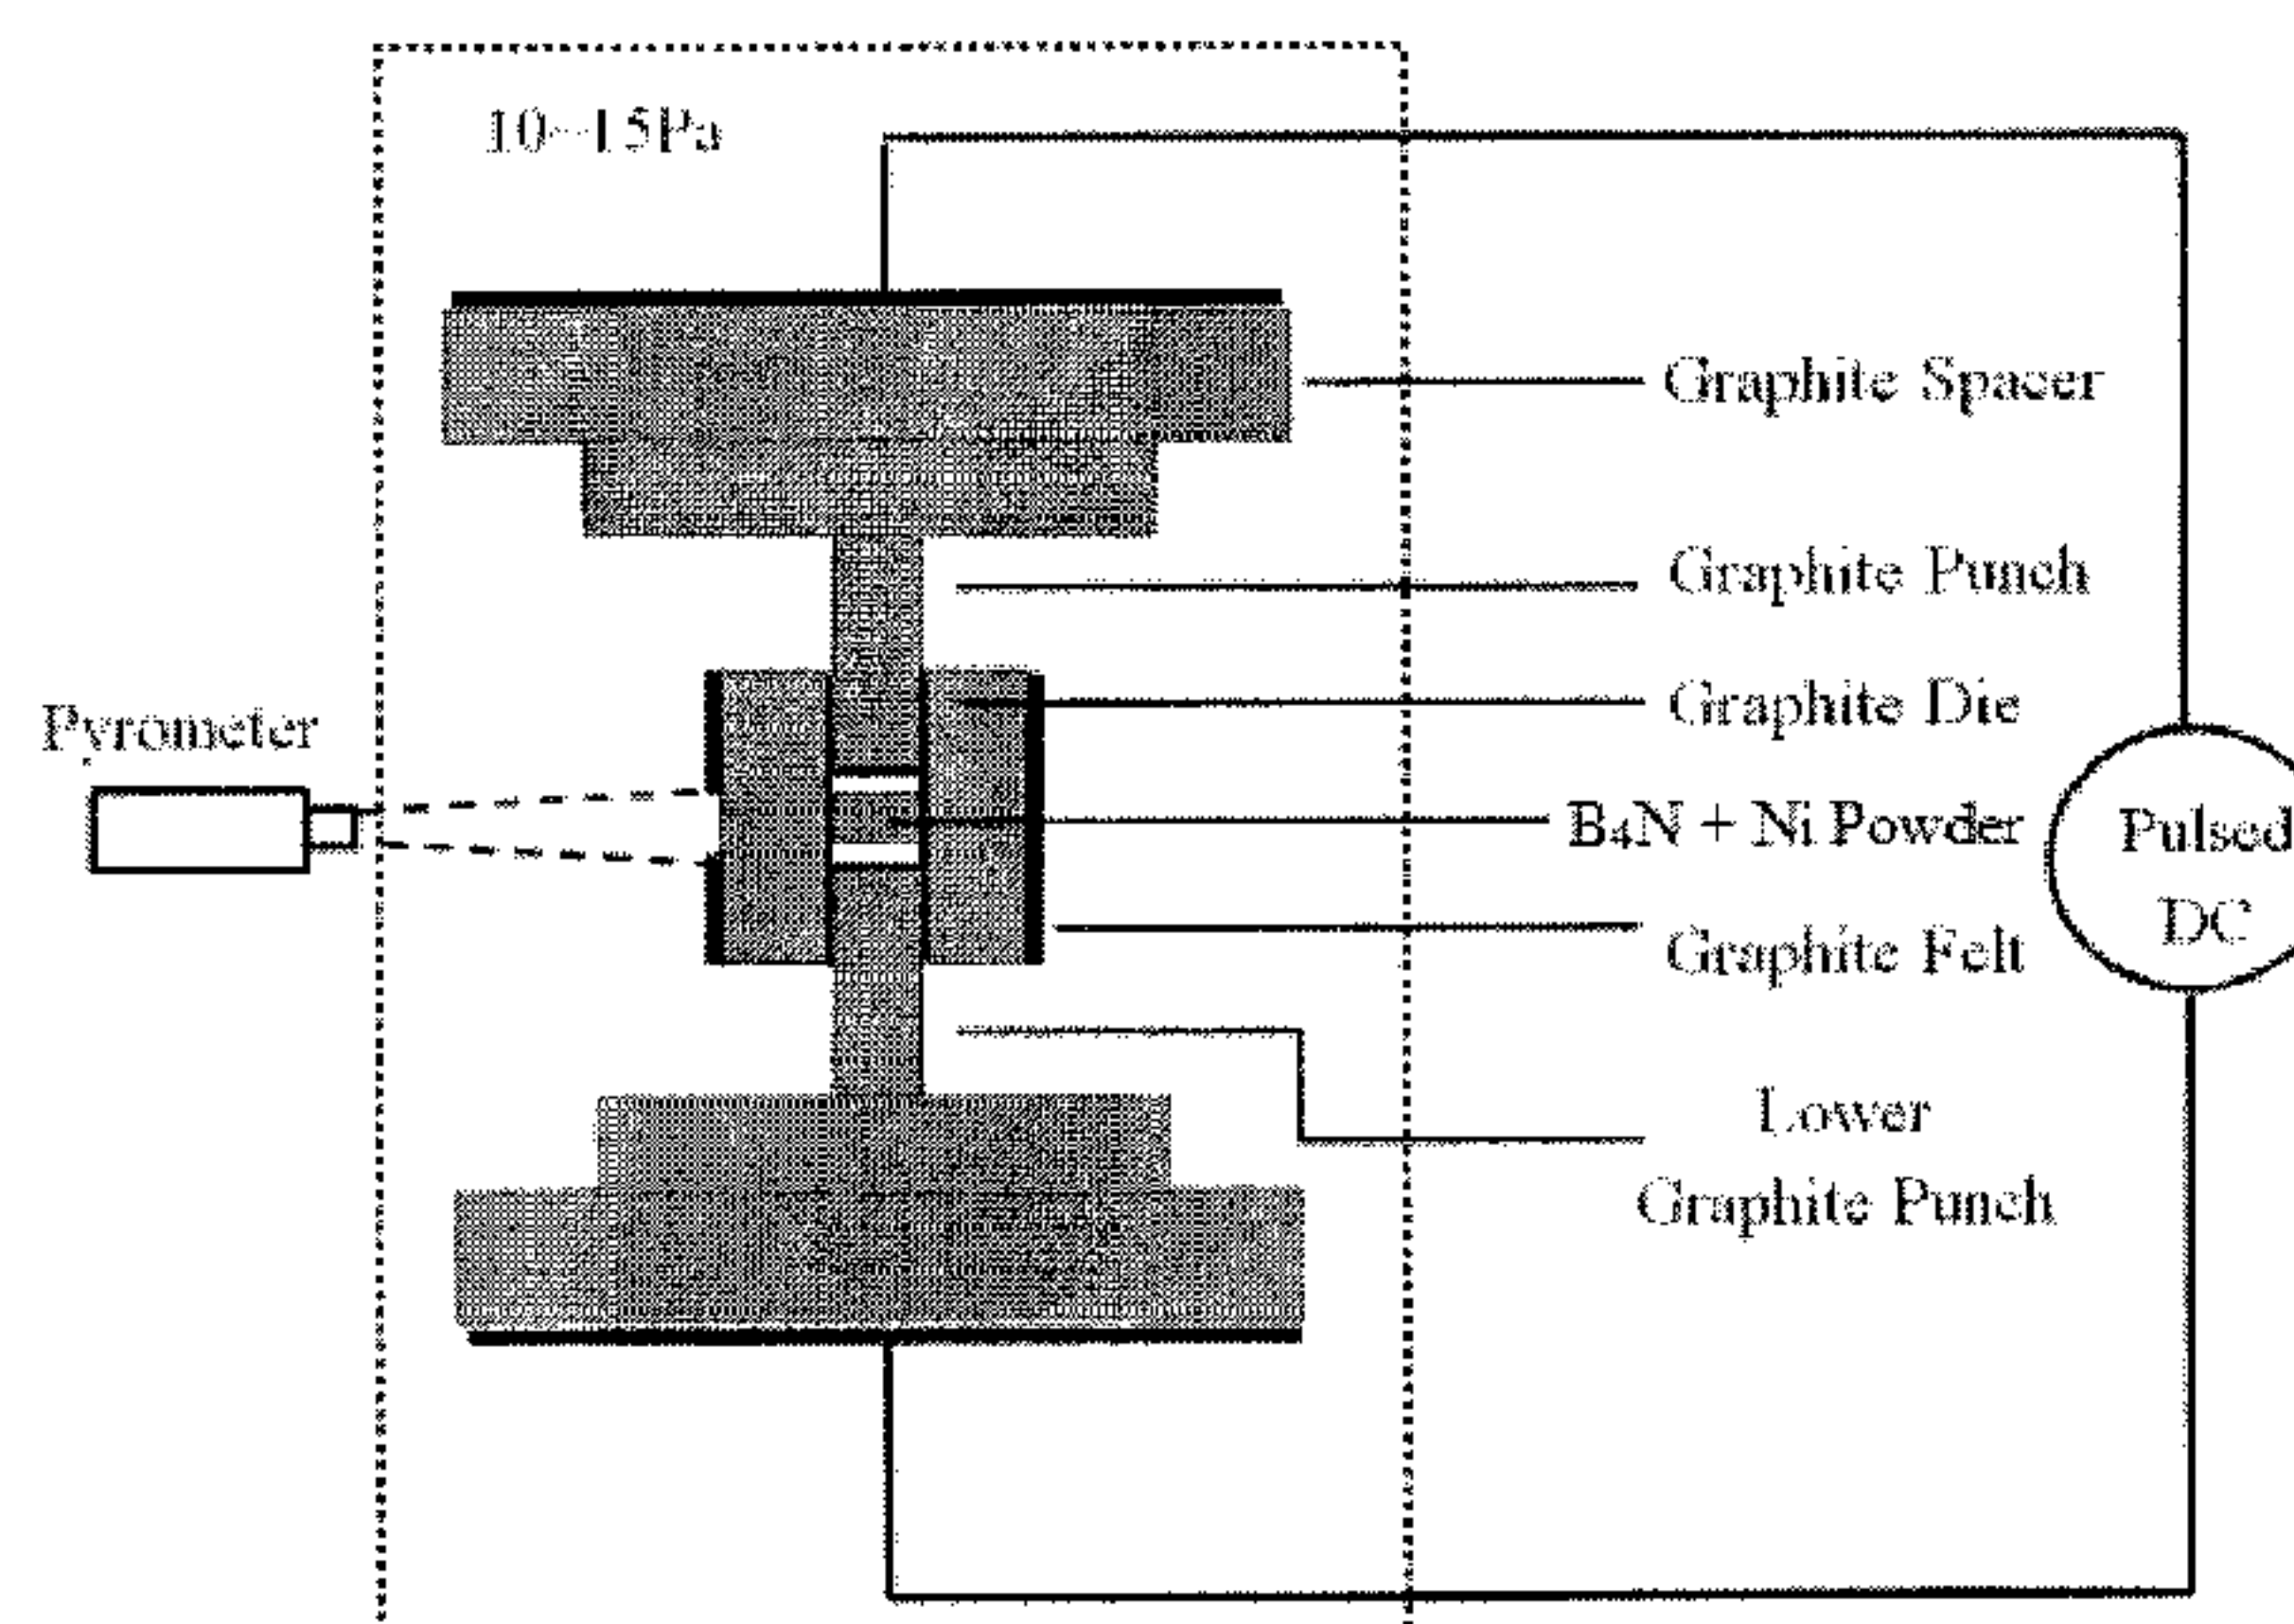 10~15Pa
Graphite Spacer
Graphite Punch
Graphite Die
Pyrometer
B₄N + Ni Powder
Pulsed
DC
Graphite Felt
Lower
Graphite Punch